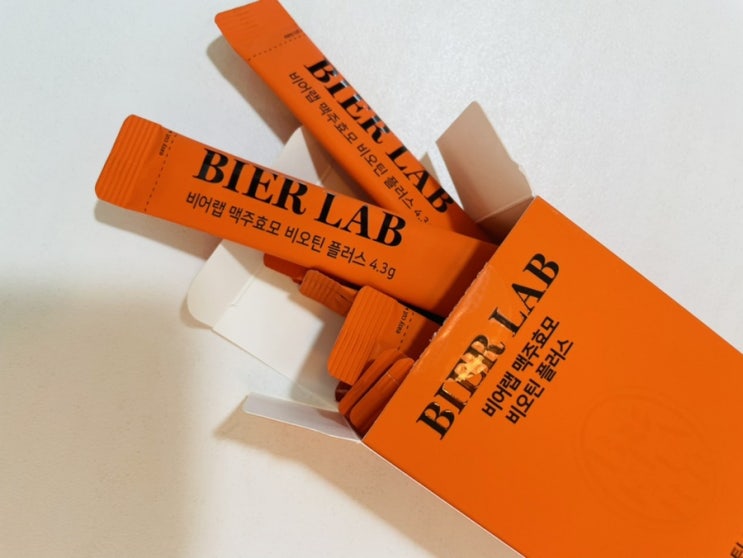 BIER LAB
비어랩 맥주효모 비오틴 플러스 4.3
BIER LAB
비어랩 맥주효모 비오틴 플러스 4.3g
BIER LAB
비어랩 맥주효모
비오틴 플러스